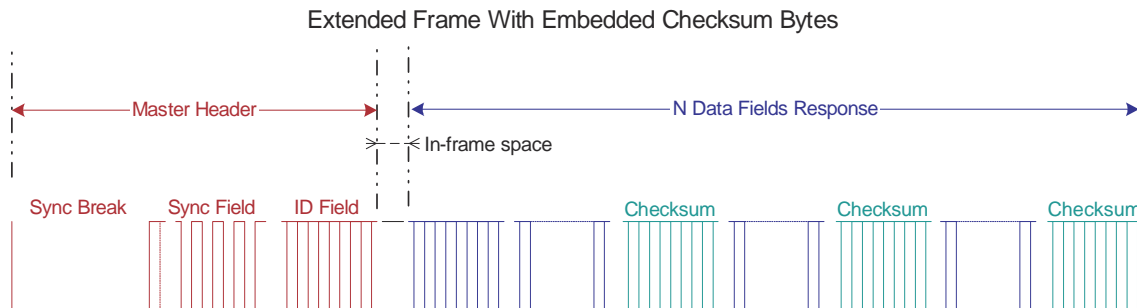 Extended Frame With Embedded Checksum Bytes
Master Header
N Data Fields Response
In-frame space
Sync Break
Sync Field
ID Field
Checksum
Checksum
Checksum